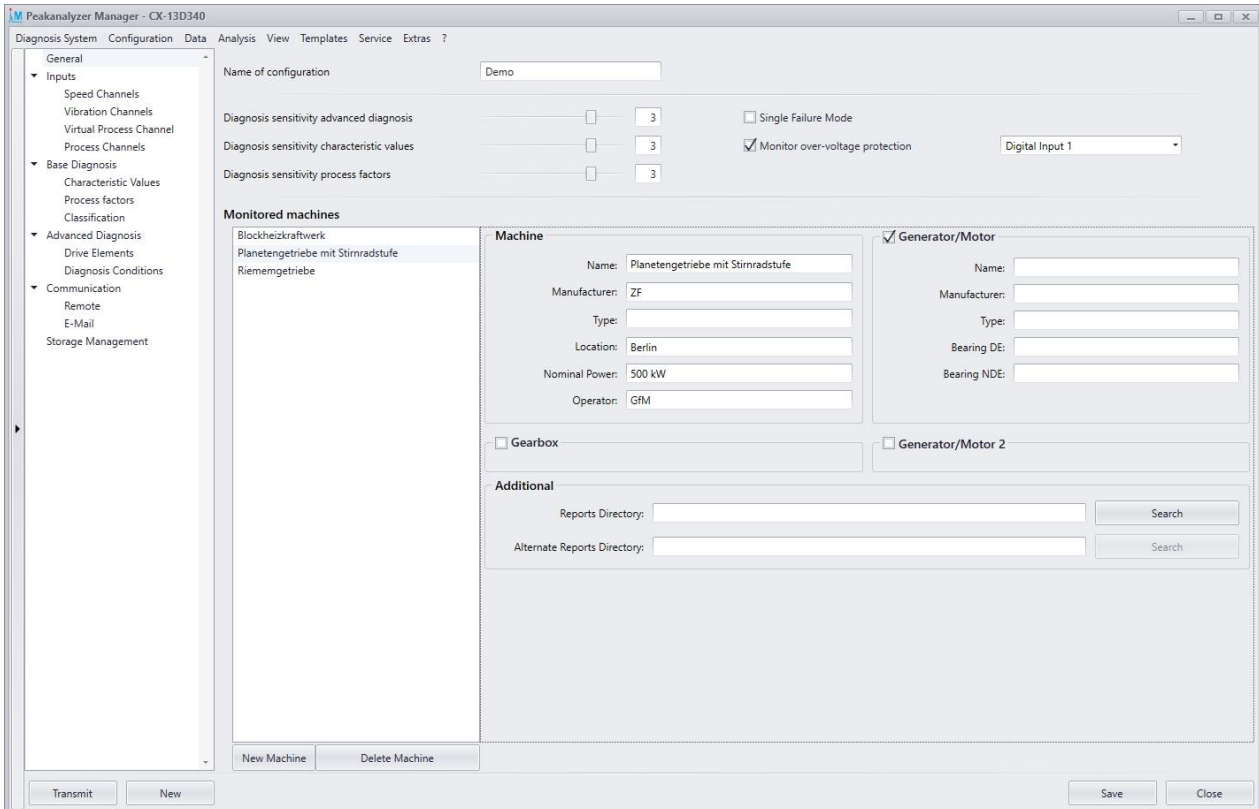 Peakanalyzer Manager - CX-13D340
Diagnosis System Configuration Data Analysis View Templates Service Extras ?
General
Inputs
Speed Channels
Vibration Channels
Virtual Process Channel
Process Channels
Base Diagnosis
Characteristic Values
Process factors
Classification
Advanced Diagnosis
Drive Elements
Diagnosis Conditions
Communication
Remote
E-Mail
Storage Management
Name of configuration Demo
Diagnosis sensitivity advanced diagnosis 3 Single Failure Mode
Diagnosis sensitivity characteristic values 3 Monitor over-voltage protection Digital Input 1
Diagnosis sensitivity process factors 3
Monitored machines
Blockheizkraftwerk
Planetengetriebe mit Stirnradstufe
Riememgetriebe
Machine
Name: Planetengetriebe mit Stirnradstufe
Manufacturer: ZF
Type:
Location: Berlin
Nominal Power: 500 kW
Operator: GfM
Generator/Motor
Name:
Manufacturer:
Type:
Bearing DE:
Bearing NDE:
Gearbox
Generator/Motor 2
Additional
Reports Directory: Search
Alternate Reports Directory: Search
New Machine Delete Machine
Transmit New Save Close